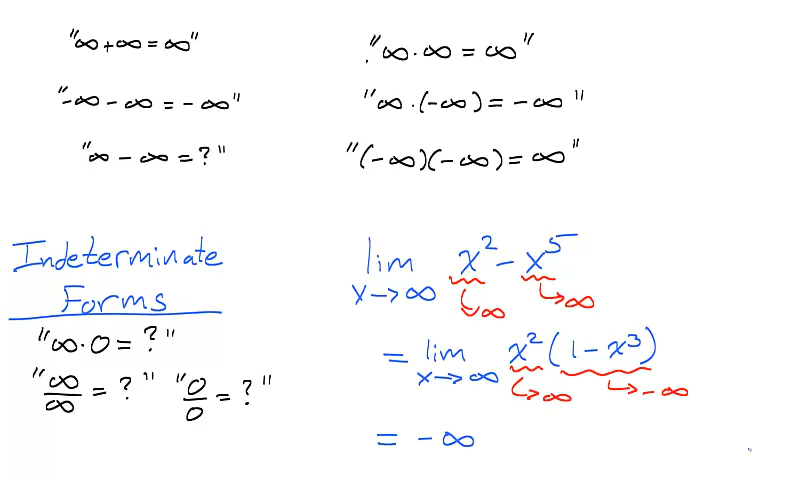 "∞ + ∞ = ∞"
"-∞ - ∞ = -∞"
"∞ - ∞ = ?"
"∞ · ∞ = ∞"
"∞ · (-∞) = -∞"
"(-∞)(-∞) = ∞"
Indeterminate
Forms
"∞ · 0 = ?"
"∞/∞ = ?" "0/0 = ?"
lim x→∞ x² - x⁵
↳∞ ↳∞
= lim x→∞ x² (1 - x³)
↳∞ ↳-∞
= -∞